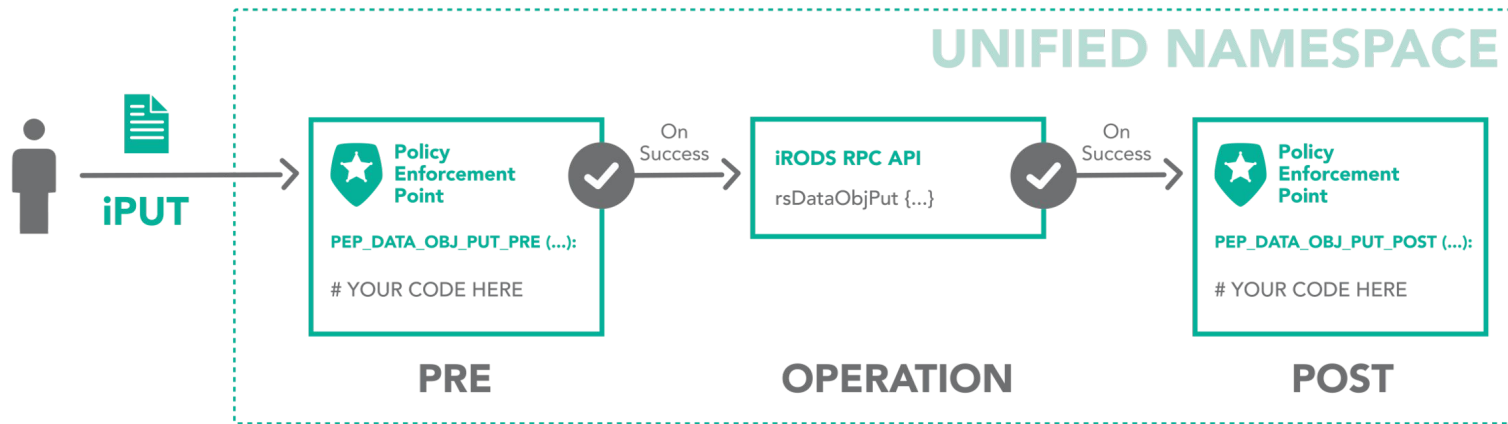 UNIFIED NAMESPACE
iPUT
Policy
Enforcement
Point
PEP_DATA_OBJ_PUT_PRE (...):
# YOUR CODE HERE
PRE
On
Success
iRODS RPC API
rsDataObjPut {...}
OPERATION
On
Success
Policy
Enforcement
Point
PEP_DATA_OBJ_PUT_POST (...):
# YOUR CODE HERE
POST